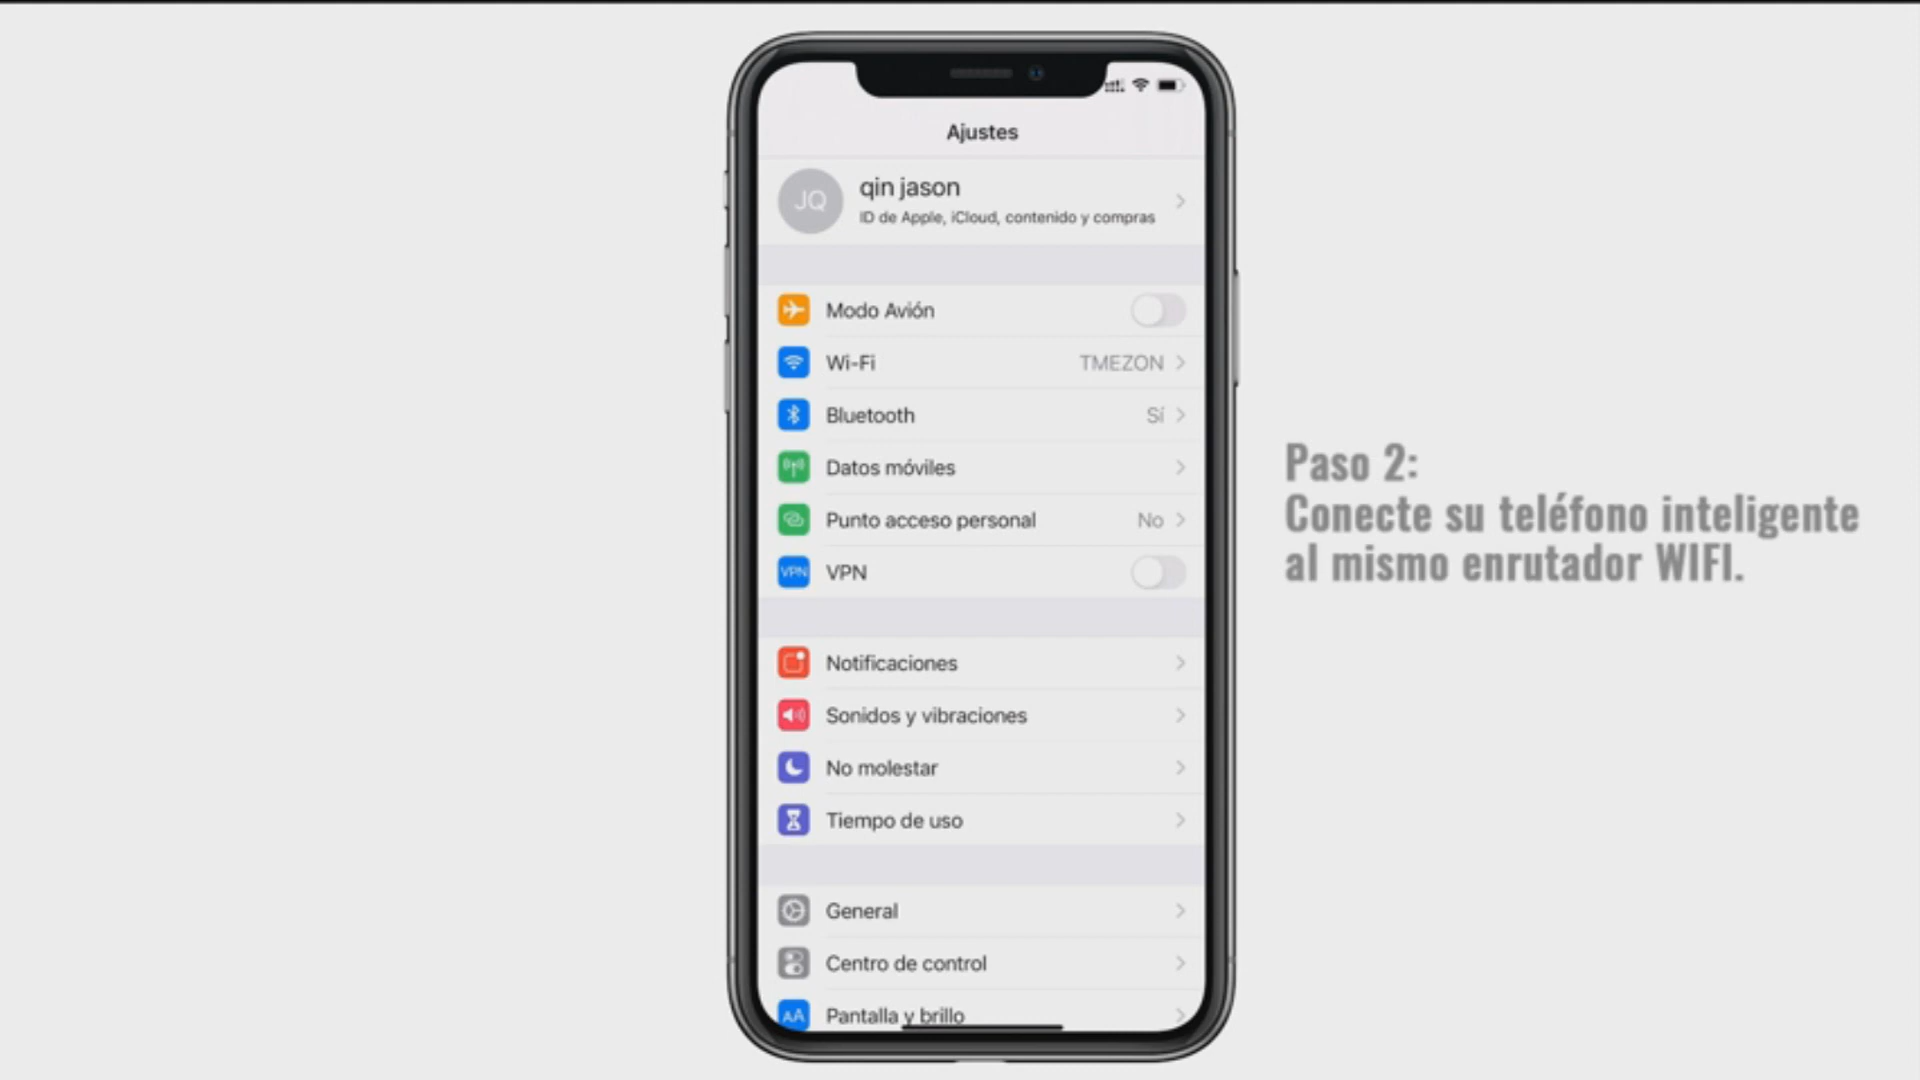 Ajustes
JQ
qin jason
ID de Apple, iCloud, contenido y compras
Modo Avión
Wi-Fi TMEZON
Bluetooth Sí
Datos móviles
Punto acceso personal No
VPN VPN
Notificaciones
Sonidos y vibraciones
No molestar
Tiempo de uso
General
Centro de control
AA Pantalla y brillo
Paso 2:
Conecte su teléfono inteligente
al mismo enrutador WIFI.